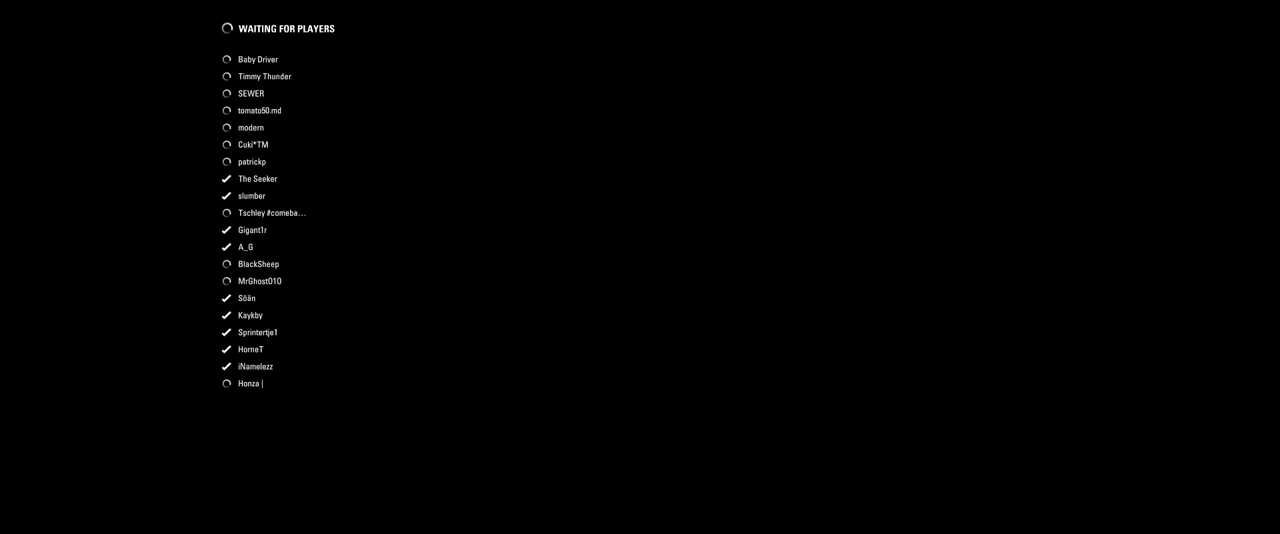 WAITING FOR PLAYERS
Baby Driver
Timmy Thunder
SEWER
tomato50.md
modern
Cuki*TM
patrickp
The Seeker
slumber
Tschley #comeba...
Gigant1r
A_G
BlackSheep
MrGhost010
Söän
Kaykby
Sprintertje1
HorneT
iNamelezz
Honza |